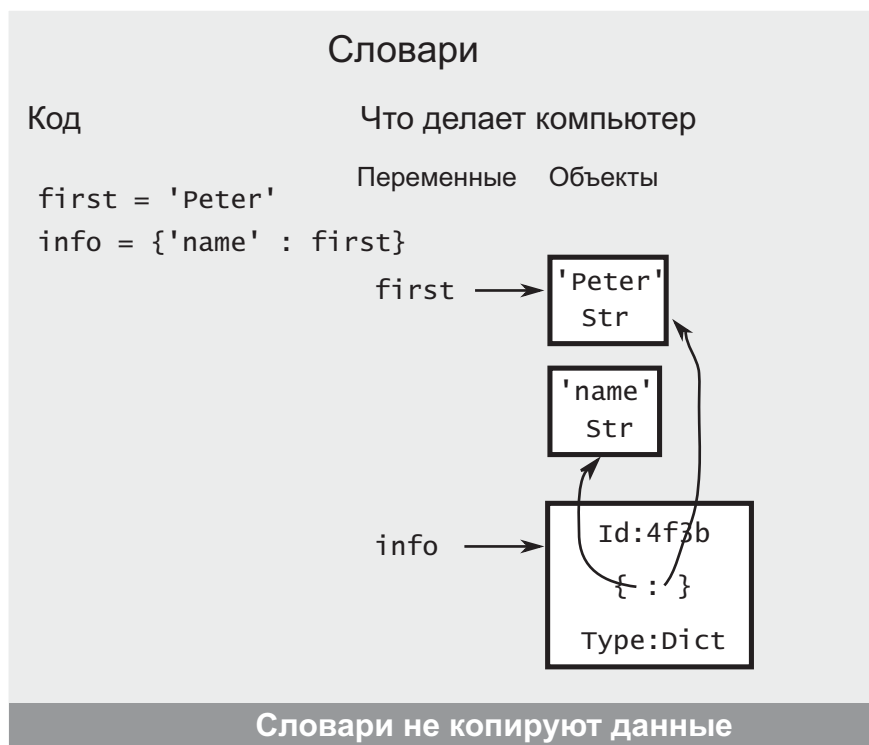 Словари
Код
Что делает компьютер
Переменные
Объекты
first = 'Peter'
info = {'name' : first}
first
'Peter'
Str
'name'
Str
info
Id:4f3b
{ : }
Type:Dict
Словари не копируют данные